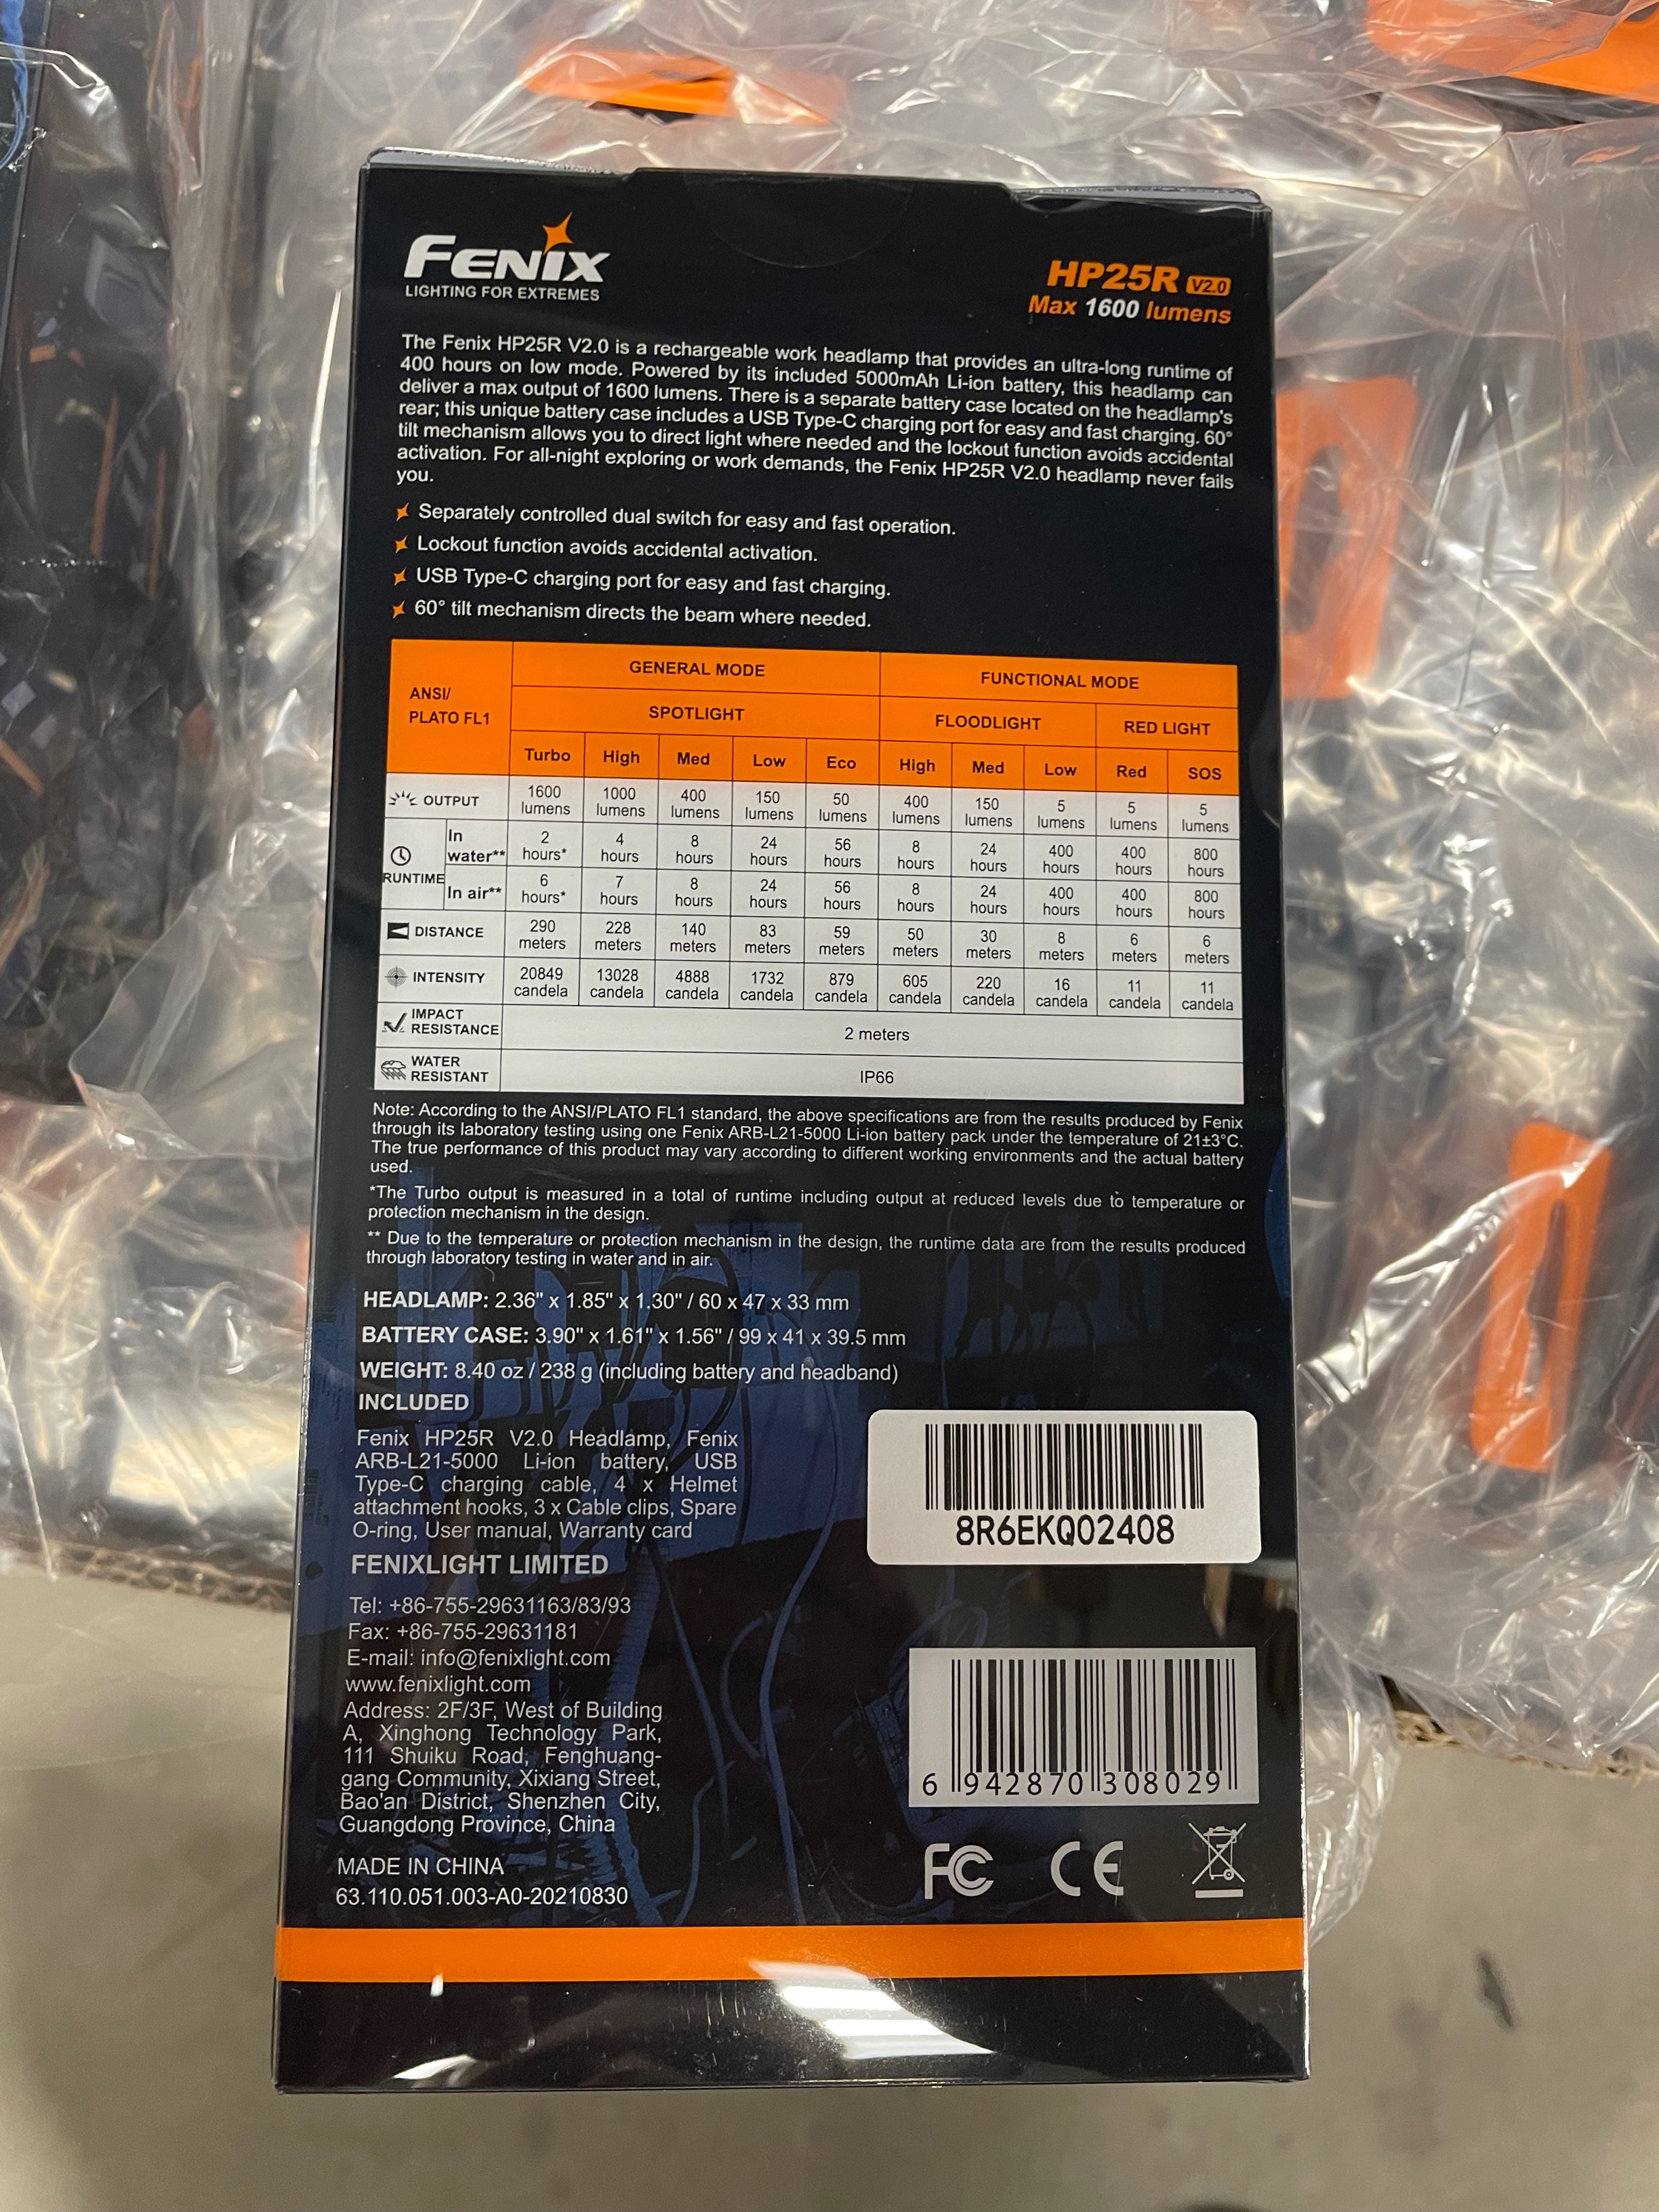 FENIX
LIGHTING FOR EXTREMES
HP25R V2.0
Max 1600 lumens
The Fenix HP25R V2.0 is a rechargeable work headlamp that provides an ultra-long runtime of
400 hours on low mode. Powered by its included 5000mAh Li-ion battery, this headlamp can
deliver a max output of 1600 lumens. There is a separate battery case located on the headlamp's
rear; this unique battery case includes a USB Type-C charging port for easy and fast charging. 60°
tilt mechanism allows you to direct light where needed and the lockout function avoids accidental
activation. For all-night exploring or work demands, the Fenix HP25R V2.0 headlamp never fails
you.
Separately controlled dual switch for easy and fast operation.
Lockout function avoids accidental activation.
USB Type-C charging port for easy and fast charging.
60° tilt mechanism directs the beam where needed.
ANSI/
PLATO FL1
GENERAL MODE FUNCTIONAL MODE
SPOTLIGHT FLOODLIGHT RED LIGHT
Turbo High Med Low Eco High Med Low Red SOS
OUTPUT 1600 lumens 1000 lumens 400 lumens 150 lumens 50 lumens 400 lumens 150 lumens 5 lumens 5 lumens 5 lumens
RUNTIME
In water** 2 hours* 4 hours 8 hours 24 hours 56 hours 8 hours 24 hours 400 hours 400 hours 800 hours
In air** 6 hours* 7 hours 8 hours 24 hours 56 hours 8 hours 24 hours 400 hours 400 hours 800 hours
DISTANCE 290 meters 228 meters 140 meters 83 meters 59 meters 50 meters 30 meters 8 meters 6 meters 6 meters
INTENSITY 20849 candela 13028 candela 4888 candela 1732 candela 879 candela 605 candela 220 candela 16 candela 11 candela 11 candela
IMPACT RESISTANCE 2 meters
WATER RESISTANT IP66
Note: According to the ANSI/PLATO FL1 standard, the above specifications are from the results produced by Fenix
through its laboratory testing using one Fenix ARB-L21-5000 Li-ion battery pack under the temperature of 21±3°C.
The true performance of this product may vary according to different working environments and the actual battery
used.
*The Turbo output is measured in a total of runtime including output at reduced levels due to temperature or
protection mechanism in the design.
** Due to the temperature or protection mechanism in the design, the runtime data are from the results produced
through laboratory testing in water and in air.
HEADLAMP: 2.36" x 1.85" x 1.30" / 60 x 47 x 33 mm
BATTERY CASE: 3.90" x 1.61" x 1.56" / 99 x 41 x 39.5 mm
WEIGHT: 8.40 oz / 238 g (including battery and headband)
INCLUDED
Fenix HP25R V2.0 Headlamp, Fenix
ARB-L21-5000 Li-ion battery, USB
Type-C charging cable, 4 x Helmet
attachment hooks, 3 x Cable clips, Spare
O-ring, User manual, Warranty card
8R6EKQ02408
FENIXLIGHT LIMITED
Tel: +86-755-29631163/83/93
Fax: +86-755-29631181
E-mail: info@fenixlight.com
www.fenixlight.com
Address: 2F/3F, West of Building
A, Xinghong Technology Park,
111 Shuiku Road, Fenghuang-
gang Community, Xixiang Street,
Bao'an District, Shenzhen City,
Guangdong Province, China
6 942870 308029
MADE IN CHINA
63.110.051.003-A0-20210830
FC CE